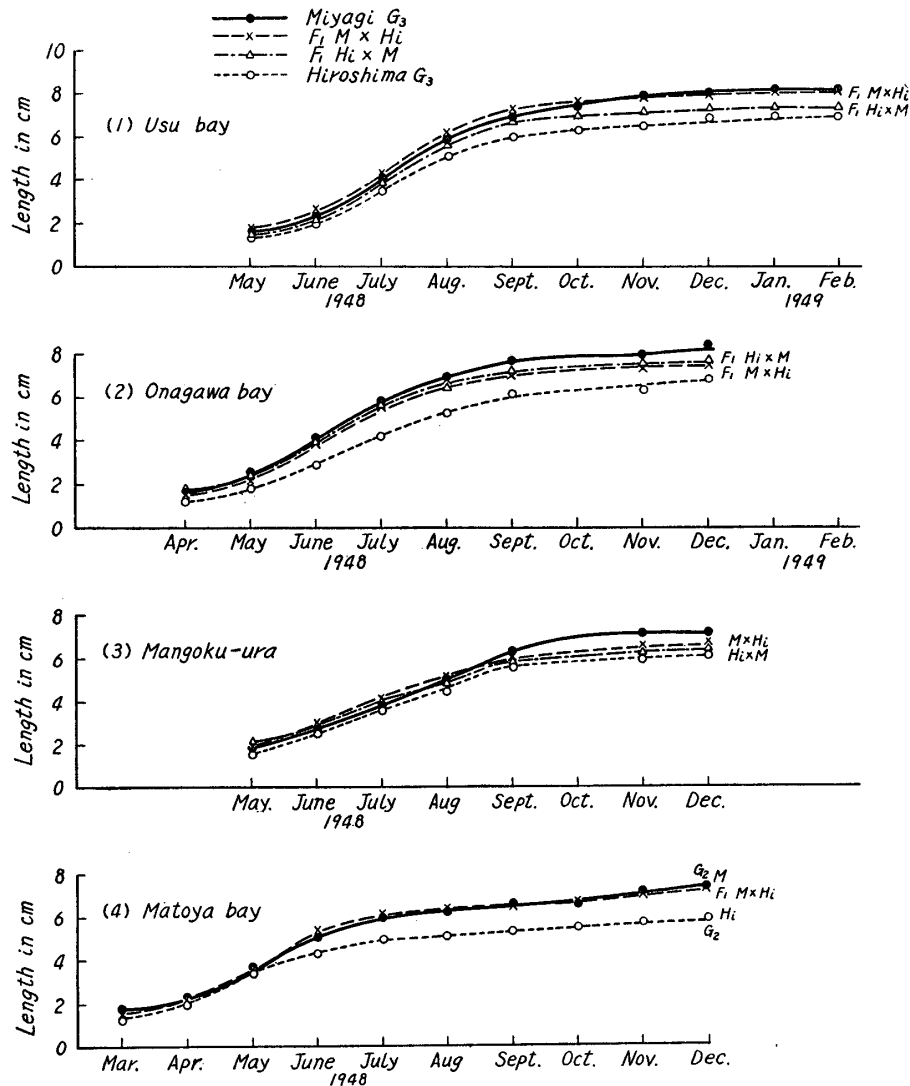 Miyagi G₃
F₁ M × Hi
F₁ Hi × M
Hiroshima G₃
10
8
6
4
2
0
Length in cm
(1) Usu bay
F₁ M×Hi
F₁ Hi×M
May June July Aug. Sept. Oct. Nov. Dec. Jan. Feb.
1948 1949
8
6
4
2
0
Length in cm
(2) Onagawa bay
F₁ Hi×M
F₁ M×Hi
Apr. May June July Aug. Sept. Oct. Nov. Dec. Jan. Feb.
1948 1949
8
6
4
2
0
Length in cm
(3) Mangoku-ura
M×Hi
Hi×M
May. June July Aug Sept. Oct. Nov. Dec.
1948
8
6
4
2
0
Length in cm
(4) Matoya bay
G₂ M
F₁ M×Hi
Hi
G₂
Mar. Apr. May June July Aug. Sept. Oct. Nov. Dec.
1948